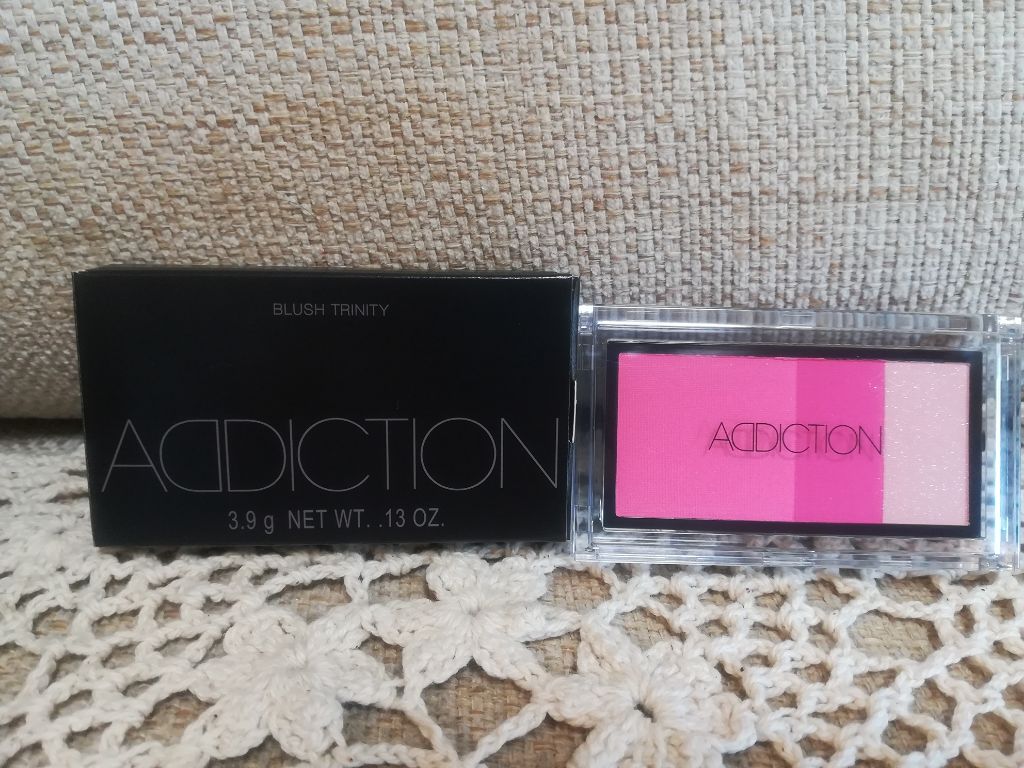 BLUSH TRINITY
ADDICTION
3.9 g NET WT. .13 OZ.
ADDICTION